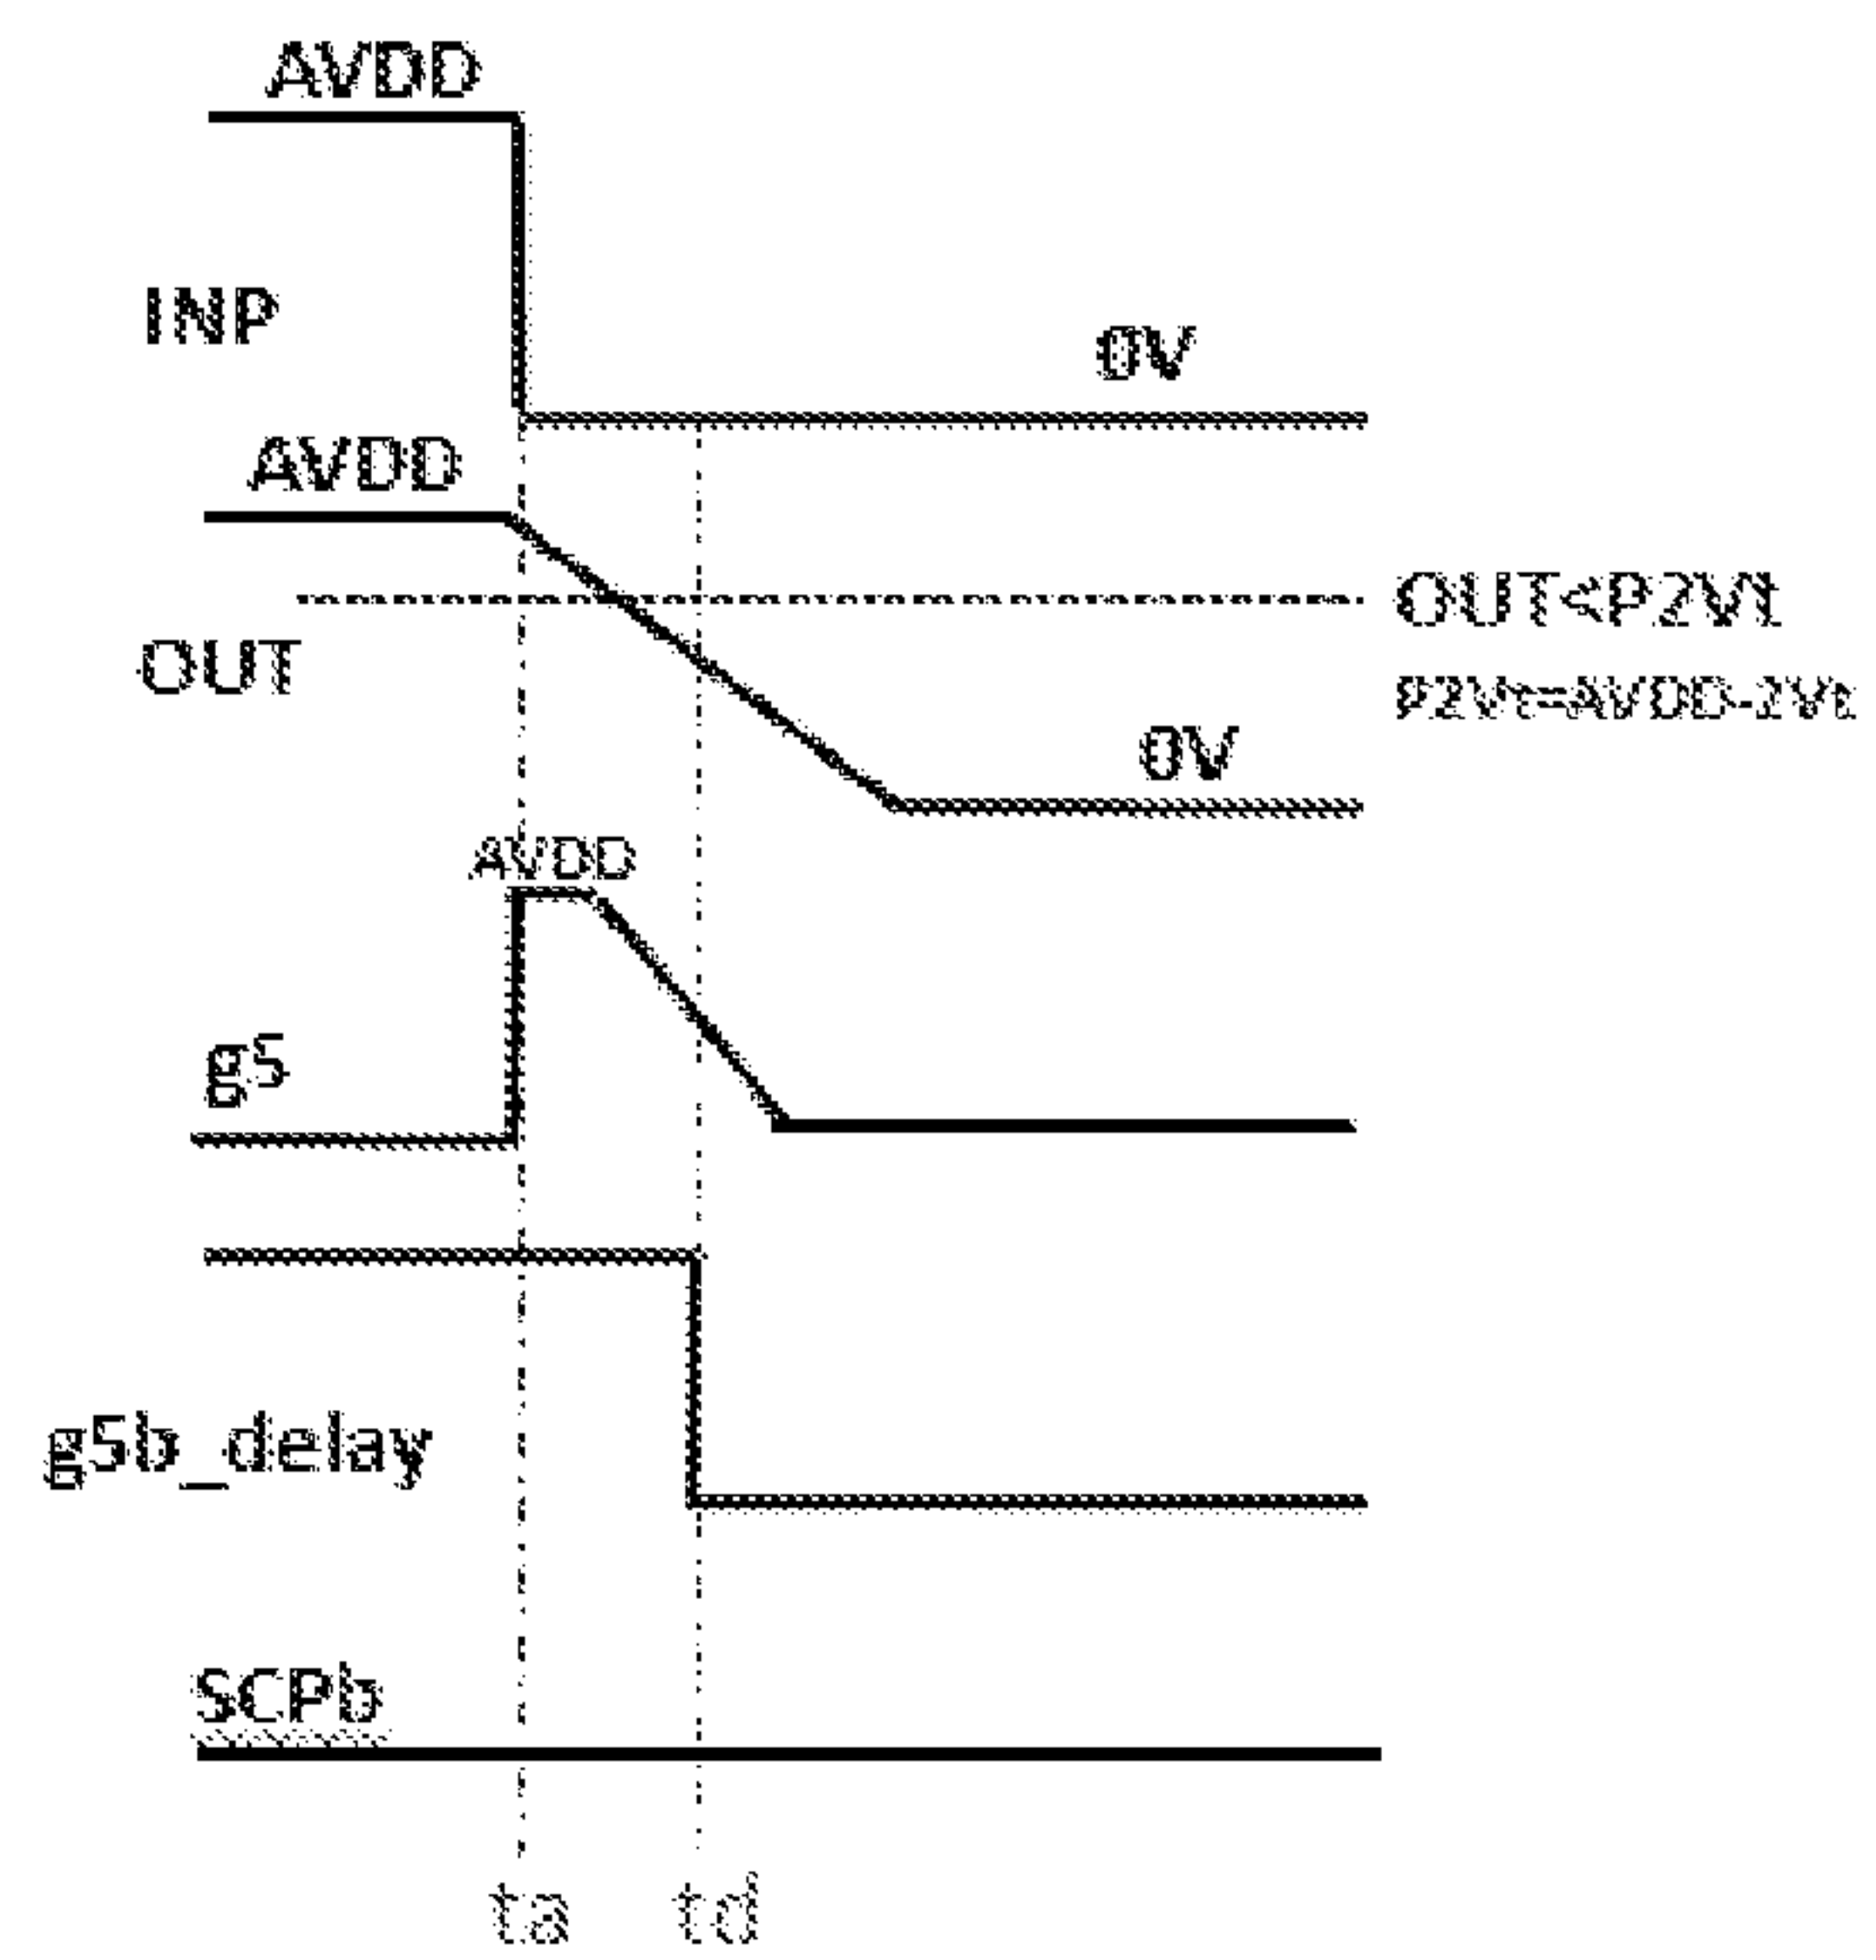 AVDD
INP
0V
AVDD
OUT<P2Vt
OUT
P2Vt=AVDD-2Vt
0V
AVDD
g5
g5b_delay
SCPb
ta td